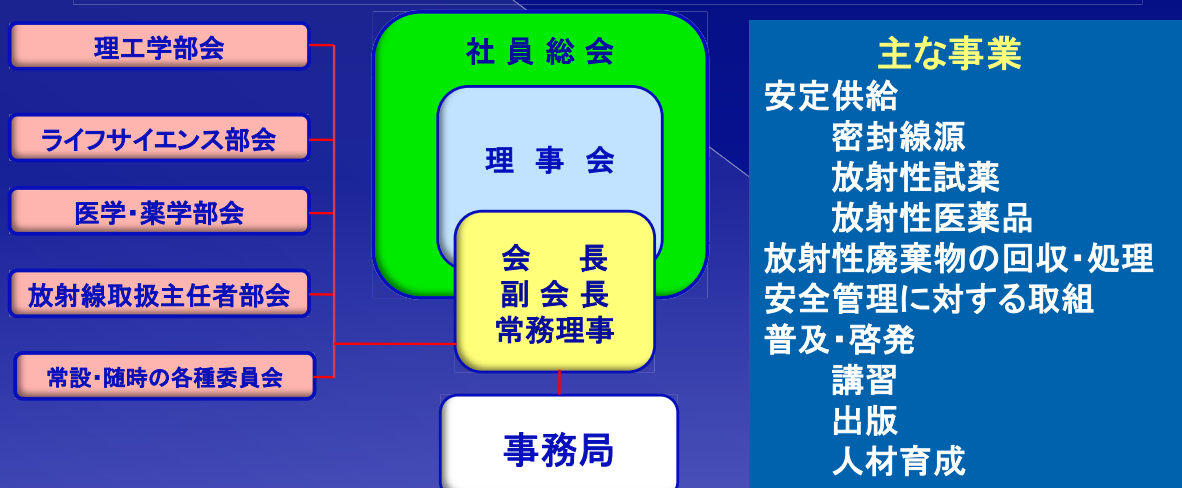 理工学部会
ライフサイエンス部会
医学・薬学部会
放射線取扱主任者部会
常設・随時の各種委員会
社員総会
理事会
会長
副会長
常務理事
事務局
主な事業
安定供給
密封線源
放射性試薬
放射性医薬品
放射性廃棄物の回収・処理
安全管理に対する取組
普及・啓発
講習
出版
人材育成